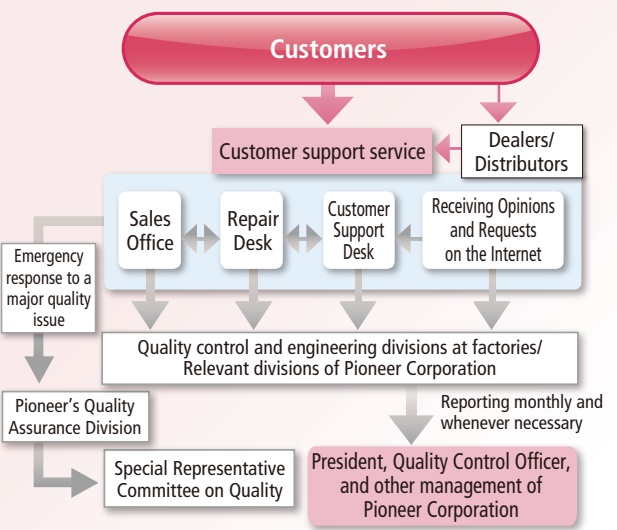 Customers
Customer support service
Dealers/
Distributors
Sales
Office
Repair
Desk
Customer
Support
Desk
Receiving Opinions
and Requests
on the Internet
Emergency
response to a
major quality
issue
Quality control and engineering divisions at factories/
Relevant divisions of Pioneer Corporation
Pioneer's Quality
Assurance Division
Reporting monthly and
whenever necessary
Special Representative
Committee on Quality
President, Quality Control Officer,
and other management of
Pioneer Corporation